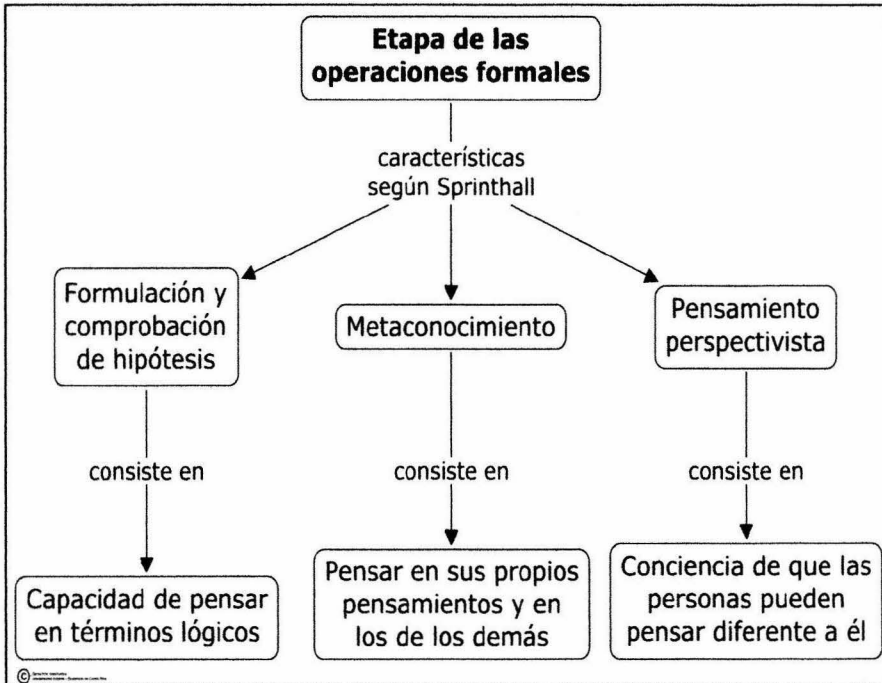 Etapa de las
operaciones formales
características
según Sprinthall
Formulación y
comprobación
de hipótesis
Metaconocimiento
Pensamiento
perspectivista
consiste en
consiste en
consiste en
Capacidad de pensar
en términos lógicos
Pensar en sus propios
pensamientos y en
los de los demás
Conciencia de que las
personas pueden
pensar diferente a él
©